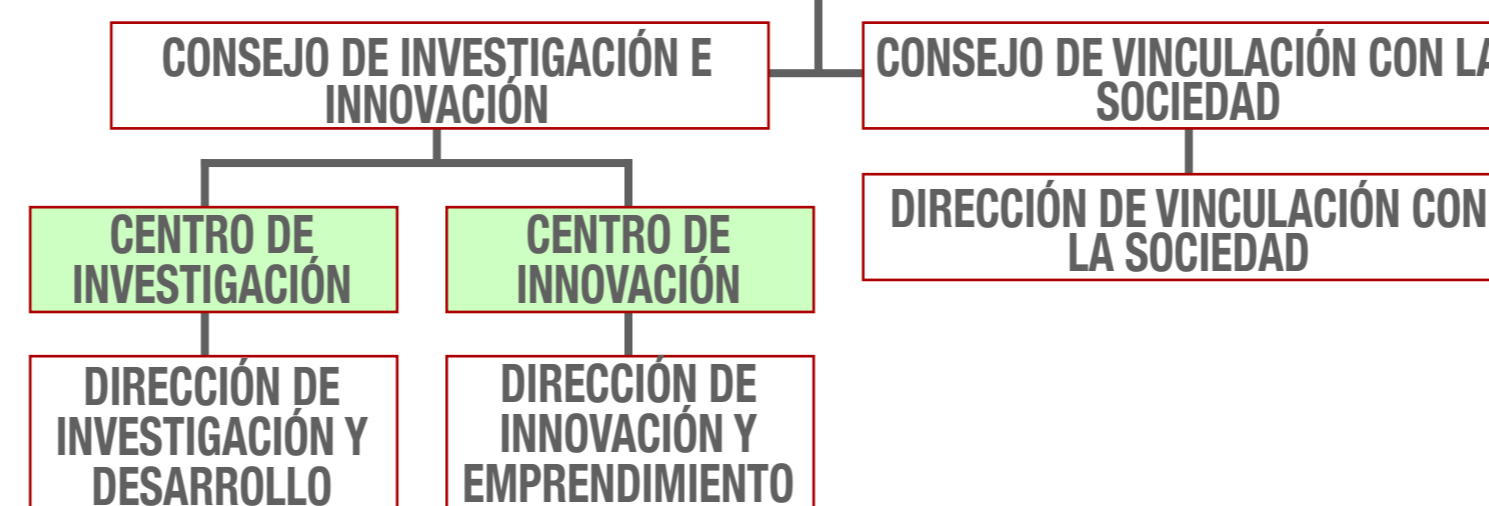 CONSEJO DE INVESTIGACIÓN E
INNOVACIÓN
CONSEJO DE VINCULACIÓN CON LA
SOCIEDAD
CENTRO DE
INVESTIGACIÓN
CENTRO DE
INNOVACIÓN
DIRECCIÓN DE VINCULACIÓN CON
LA SOCIEDAD
DIRECCIÓN DE
INVESTIGACIÓN Y
DESARROLLO
DIRECCIÓN DE
INNOVACIÓN Y
EMPRENDIMIENTO